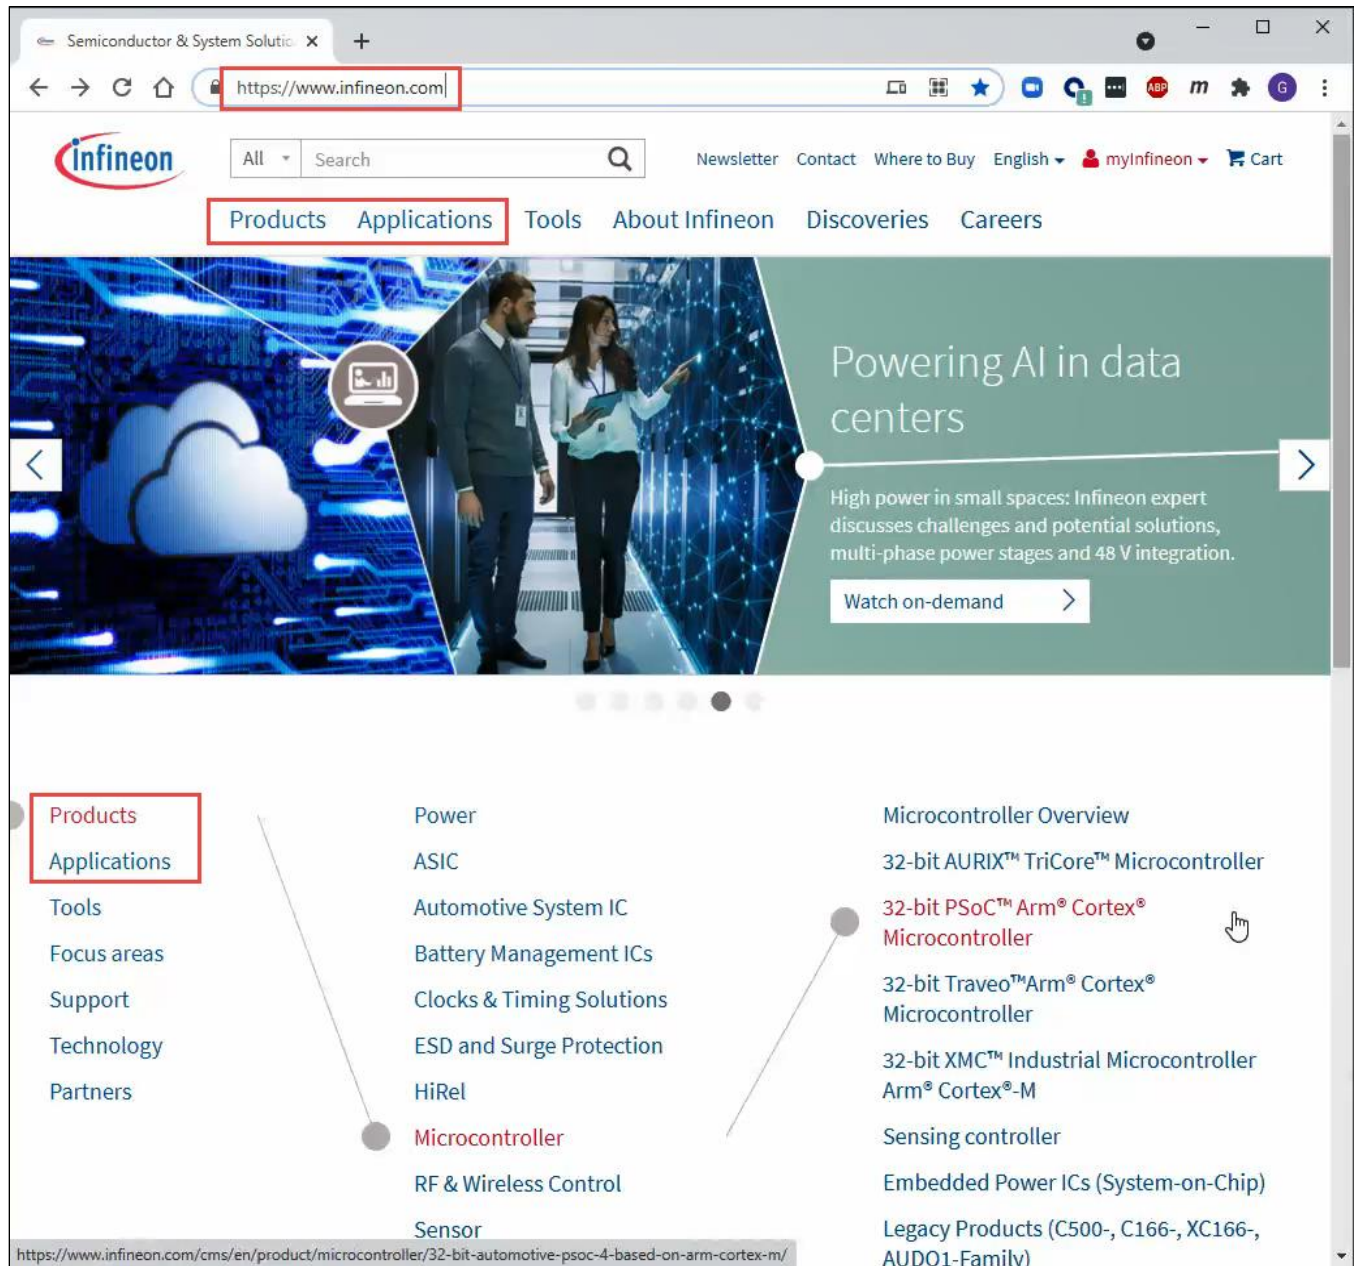 Semiconductor & System Solutio
https://www.infineon.com
ABP
m
G
infineon
All
Search
Newsletter Contact Where to Buy English myInfineon Cart
Products Applications Tools About Infineon Discoveries Careers
Powering AI in data
centers
High power in small spaces: Infineon expert
discusses challenges and potential solutions,
multi-phase power stages and 48 V integration.
Watch on-demand
Products
Applications
Tools
Focus areas
Support
Technology
Partners
Power
ASIC
Automotive System IC
Battery Management ICs
Clocks & Timing Solutions
ESD and Surge Protection
HiRel
Microcontroller
RF & Wireless Control
Sensor
Microcontroller Overview
32-bit AURIX™ TriCore™ Microcontroller
32-bit PSoC™ Arm® Cortex®
Microcontroller
32-bit Traveo™Arm® Cortex®
Microcontroller
32-bit XMC™ Industrial Microcontroller
Arm® Cortex®-M
Sensing controller
Embedded Power ICs (System-on-Chip)
Legacy Products (C500-, C166-, XC166-,
AUDO1-Family)
https://www.infineon.com/cms/en/product/microcontroller/32-bit-automotive-psoc-4-based-on-arm-cortex-m/